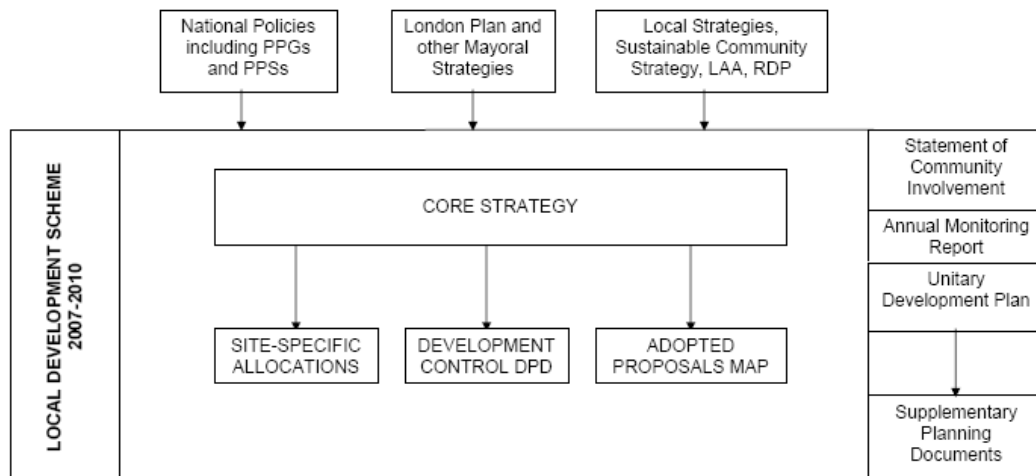 National Policies
including PPGs
and PPSs
London Plan and
other Mayoral
Strategies
Local Strategies,
Sustainable Community
Strategy, LAA, RDP
LOCAL DEVELOPMENT SCHEME
2007-2010
CORE STRATEGY
SITE-SPECIFIC
ALLOCATIONS
DEVELOPMENT
CONTROL DPD
ADOPTED
PROPOSALS MAP
Statement of
Community
Involvement
Annual Monitoring
Report
Unitary
Development Plan
Supplementary
Planning
Documents